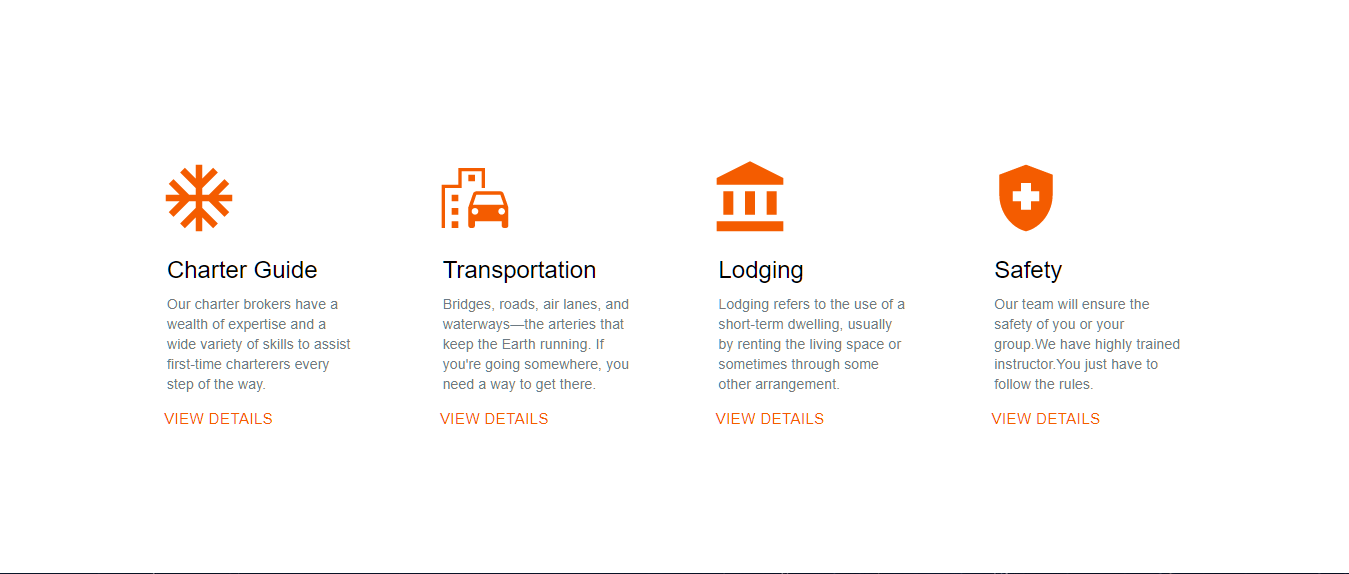 Charter Guide
Our charter brokers have a
wealth of expertise and a
wide variety of skills to assist
first-time charterers every
step of the way.
VIEW DETAILS
Transportation
Bridges, roads, air lanes, and
waterways—the arteries that
keep the Earth running. If
you're going somewhere, you
need a way to get there.
VIEW DETAILS
Lodging
Lodging refers to the use of a
short-term dwelling, usually
by renting the living space or
sometimes through some
other arrangement.
VIEW DETAILS
Safety
Our team will ensure the
safety of you or your
group.We have highly trained
instructor.You just have to
follow the rules.
VIEW DETAILS